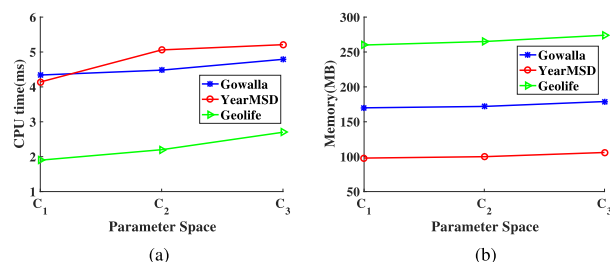 6
5
4
3
2
1
CPU time(ms)
Gowalla
YearMSD
Geolife
C1 C2 C3
Parameter Space
(a)
300
250
200
150
100
50
Memory(MB)
Gowalla
YearMSD
Geolife
C1 C2 C3
Parameter Space
(b)